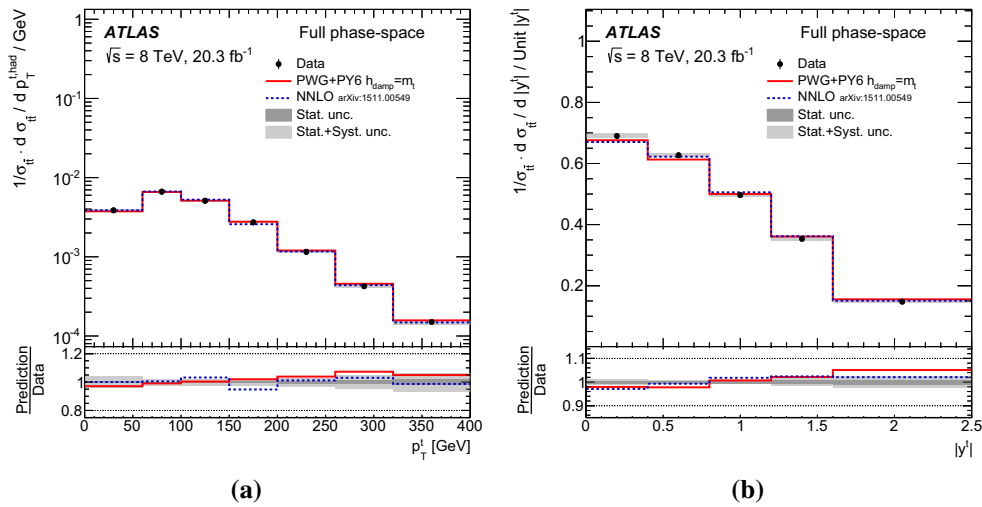 ATLAS Full phase-space
√s = 8 TeV, 20.3 fb⁻¹
Data
PWG+PY6 h_damp=m_t
NNLO arXiv:1511.00549
Stat. unc.
Stat.+Syst. unc.
1/σ_tt̄ · d σ_tt̄ / d p_T^t,had / GeV
1
10⁻¹
10⁻²
10⁻³
10⁻⁴
Prediction
Data
1.2
1
0.8
0 50 100 150 200 250 300 350 400
p_T^t [GeV]
(a)
ATLAS Full phase-space
√s = 8 TeV, 20.3 fb⁻¹
Data
PWG+PY6 h_damp=m_t
NNLO arXiv:1511.00549
Stat. unc.
Stat.+Syst. unc.
1/σ_tt̄ · d σ_tt̄ / d |y^t| / Unit |y^t|
1
0.8
0.6
0.4
0.2
0
Prediction
Data
1.1
1
0.9
0 0.5 1 1.5 2 2.5
|y^t|
(b)